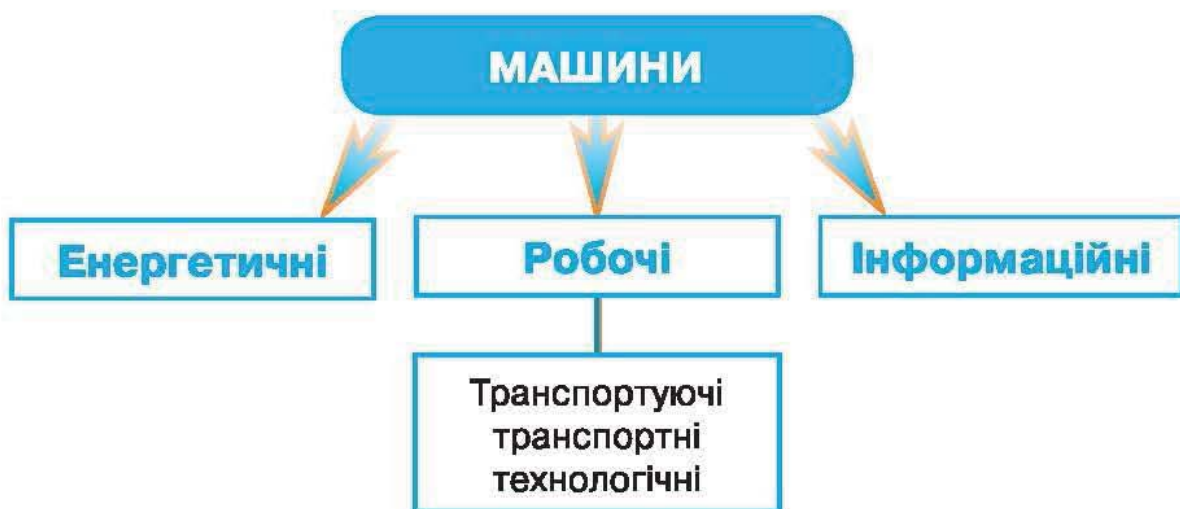 МАШИНИ
Енергетичні
Робочі
Інформаційні
Транспортуючі
транспортні
технологічні